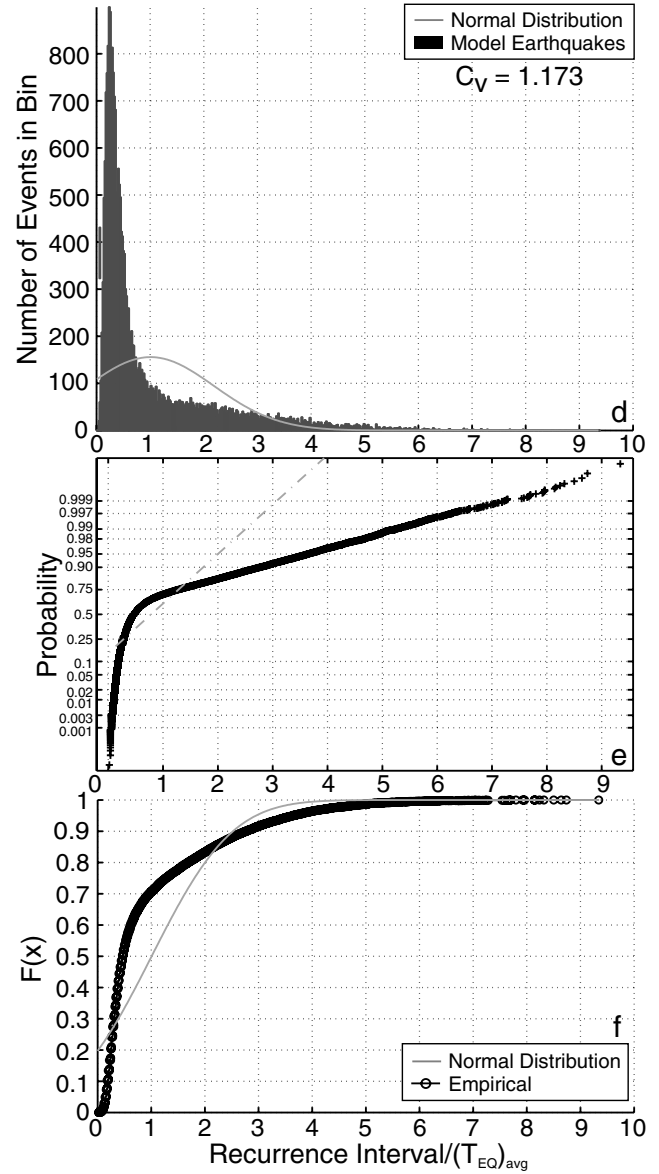 Normal Distribution
Model Earthquakes
C_V = 1.173
Number of Events in Bin
800
700
600
500
400
300
200
100
0
d
0 1 2 3 4 5 6 7 8 9 10
Probability
0.999
0.997
0.99
0.98
0.95
0.90
0.75
0.5
0.25
0.1
0.05
0.02
0.01
0.003
0.001
e
0 1 2 3 4 5 6 7 8 9
F(x)
1
0.9
0.8
0.7
0.6
0.5
0.4
0.3
0.2
0.1
0
f
Normal Distribution
Empirical
0 1 2 3 4 5 6 7 8 9 10
Recurrence Interval/(T_EQ)_avg